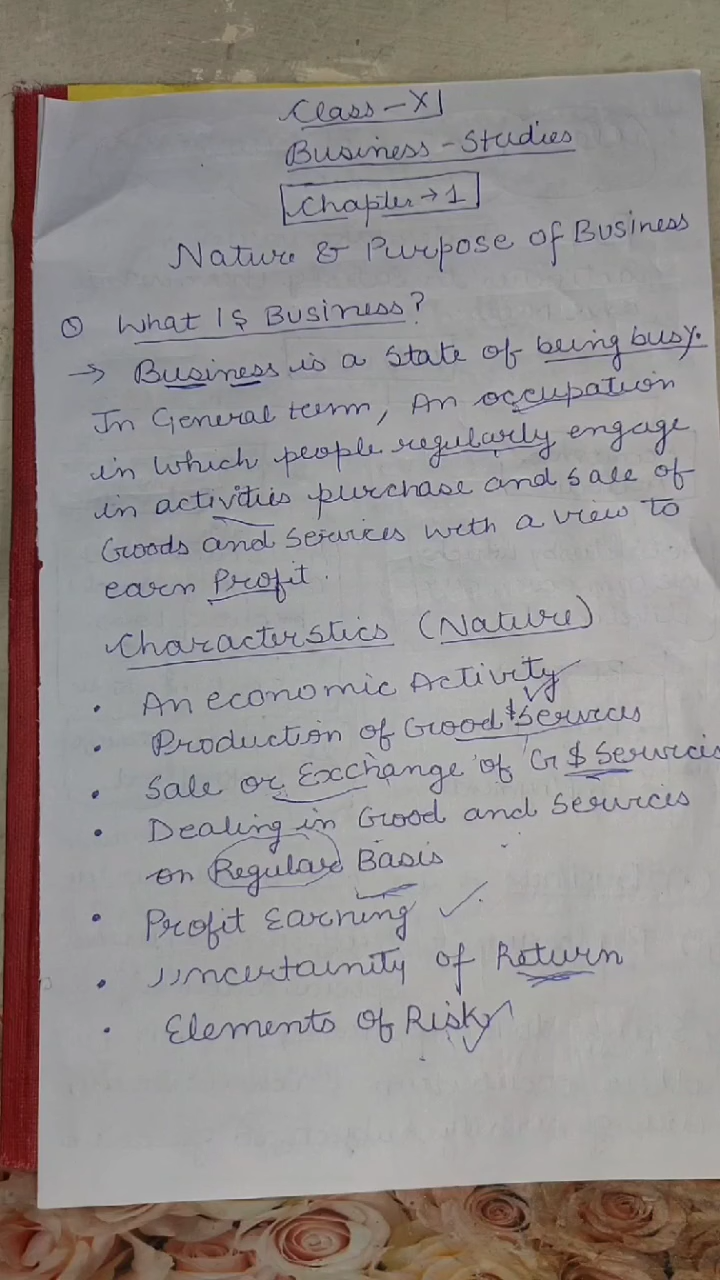 Class - XI
Business - Studies
Chapter → 1
Nature & Purpose of Business
What IS Business?
→ Business is a State of being busy.
In General term, An occupation
in which people regularly engage
in activities purchase and sale of
Goods and Services with a view to
earn Profit.
Characterstics (Nature)
• An economic Activity
• Production of Good & Services
• Sale or Exchange of G & Services
• Dealing in Good and Services
on Regular Basis
• Profit Earning ✓
• Uncertainity of Return
• Elements of Risk